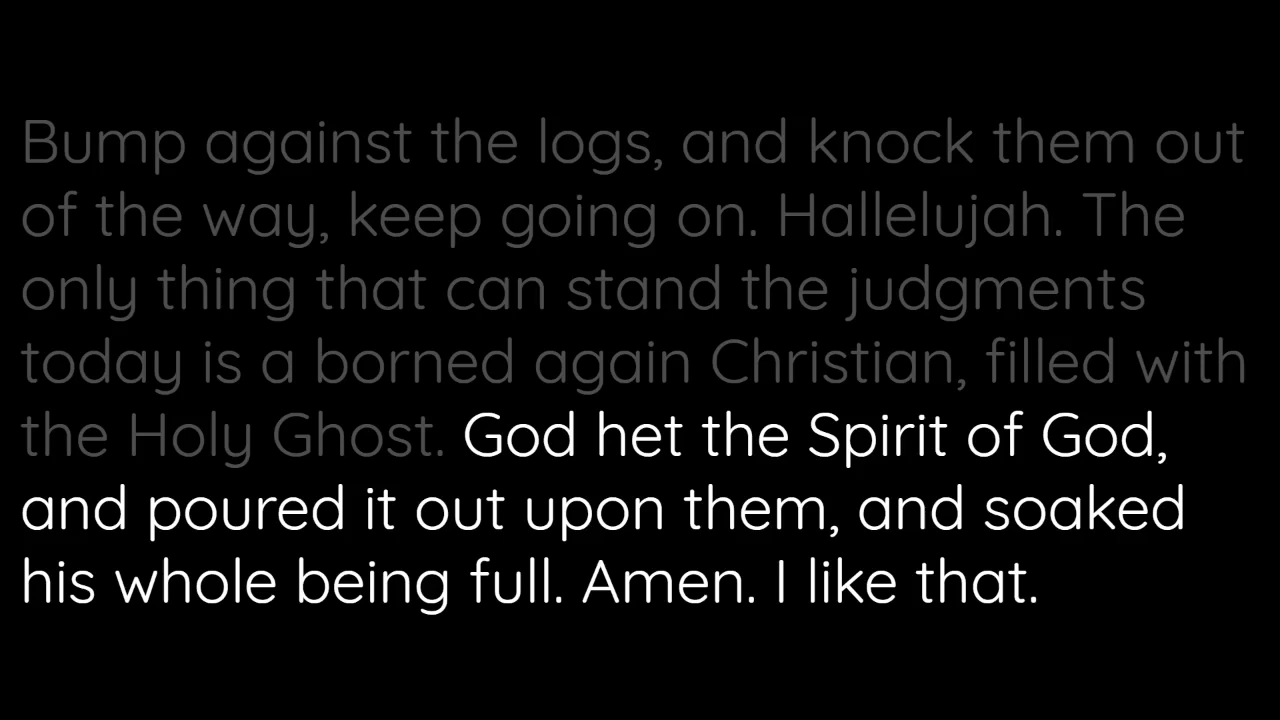 Bump against the logs, and knock them out
of the way, keep going on. Hallelujah. The
only thing that can stand the judgments
today is a borned again Christian, filled with
the Holy Ghost. God het the Spirit of God,
and poured it out upon them, and soaked
his whole being full. Amen. I like that.